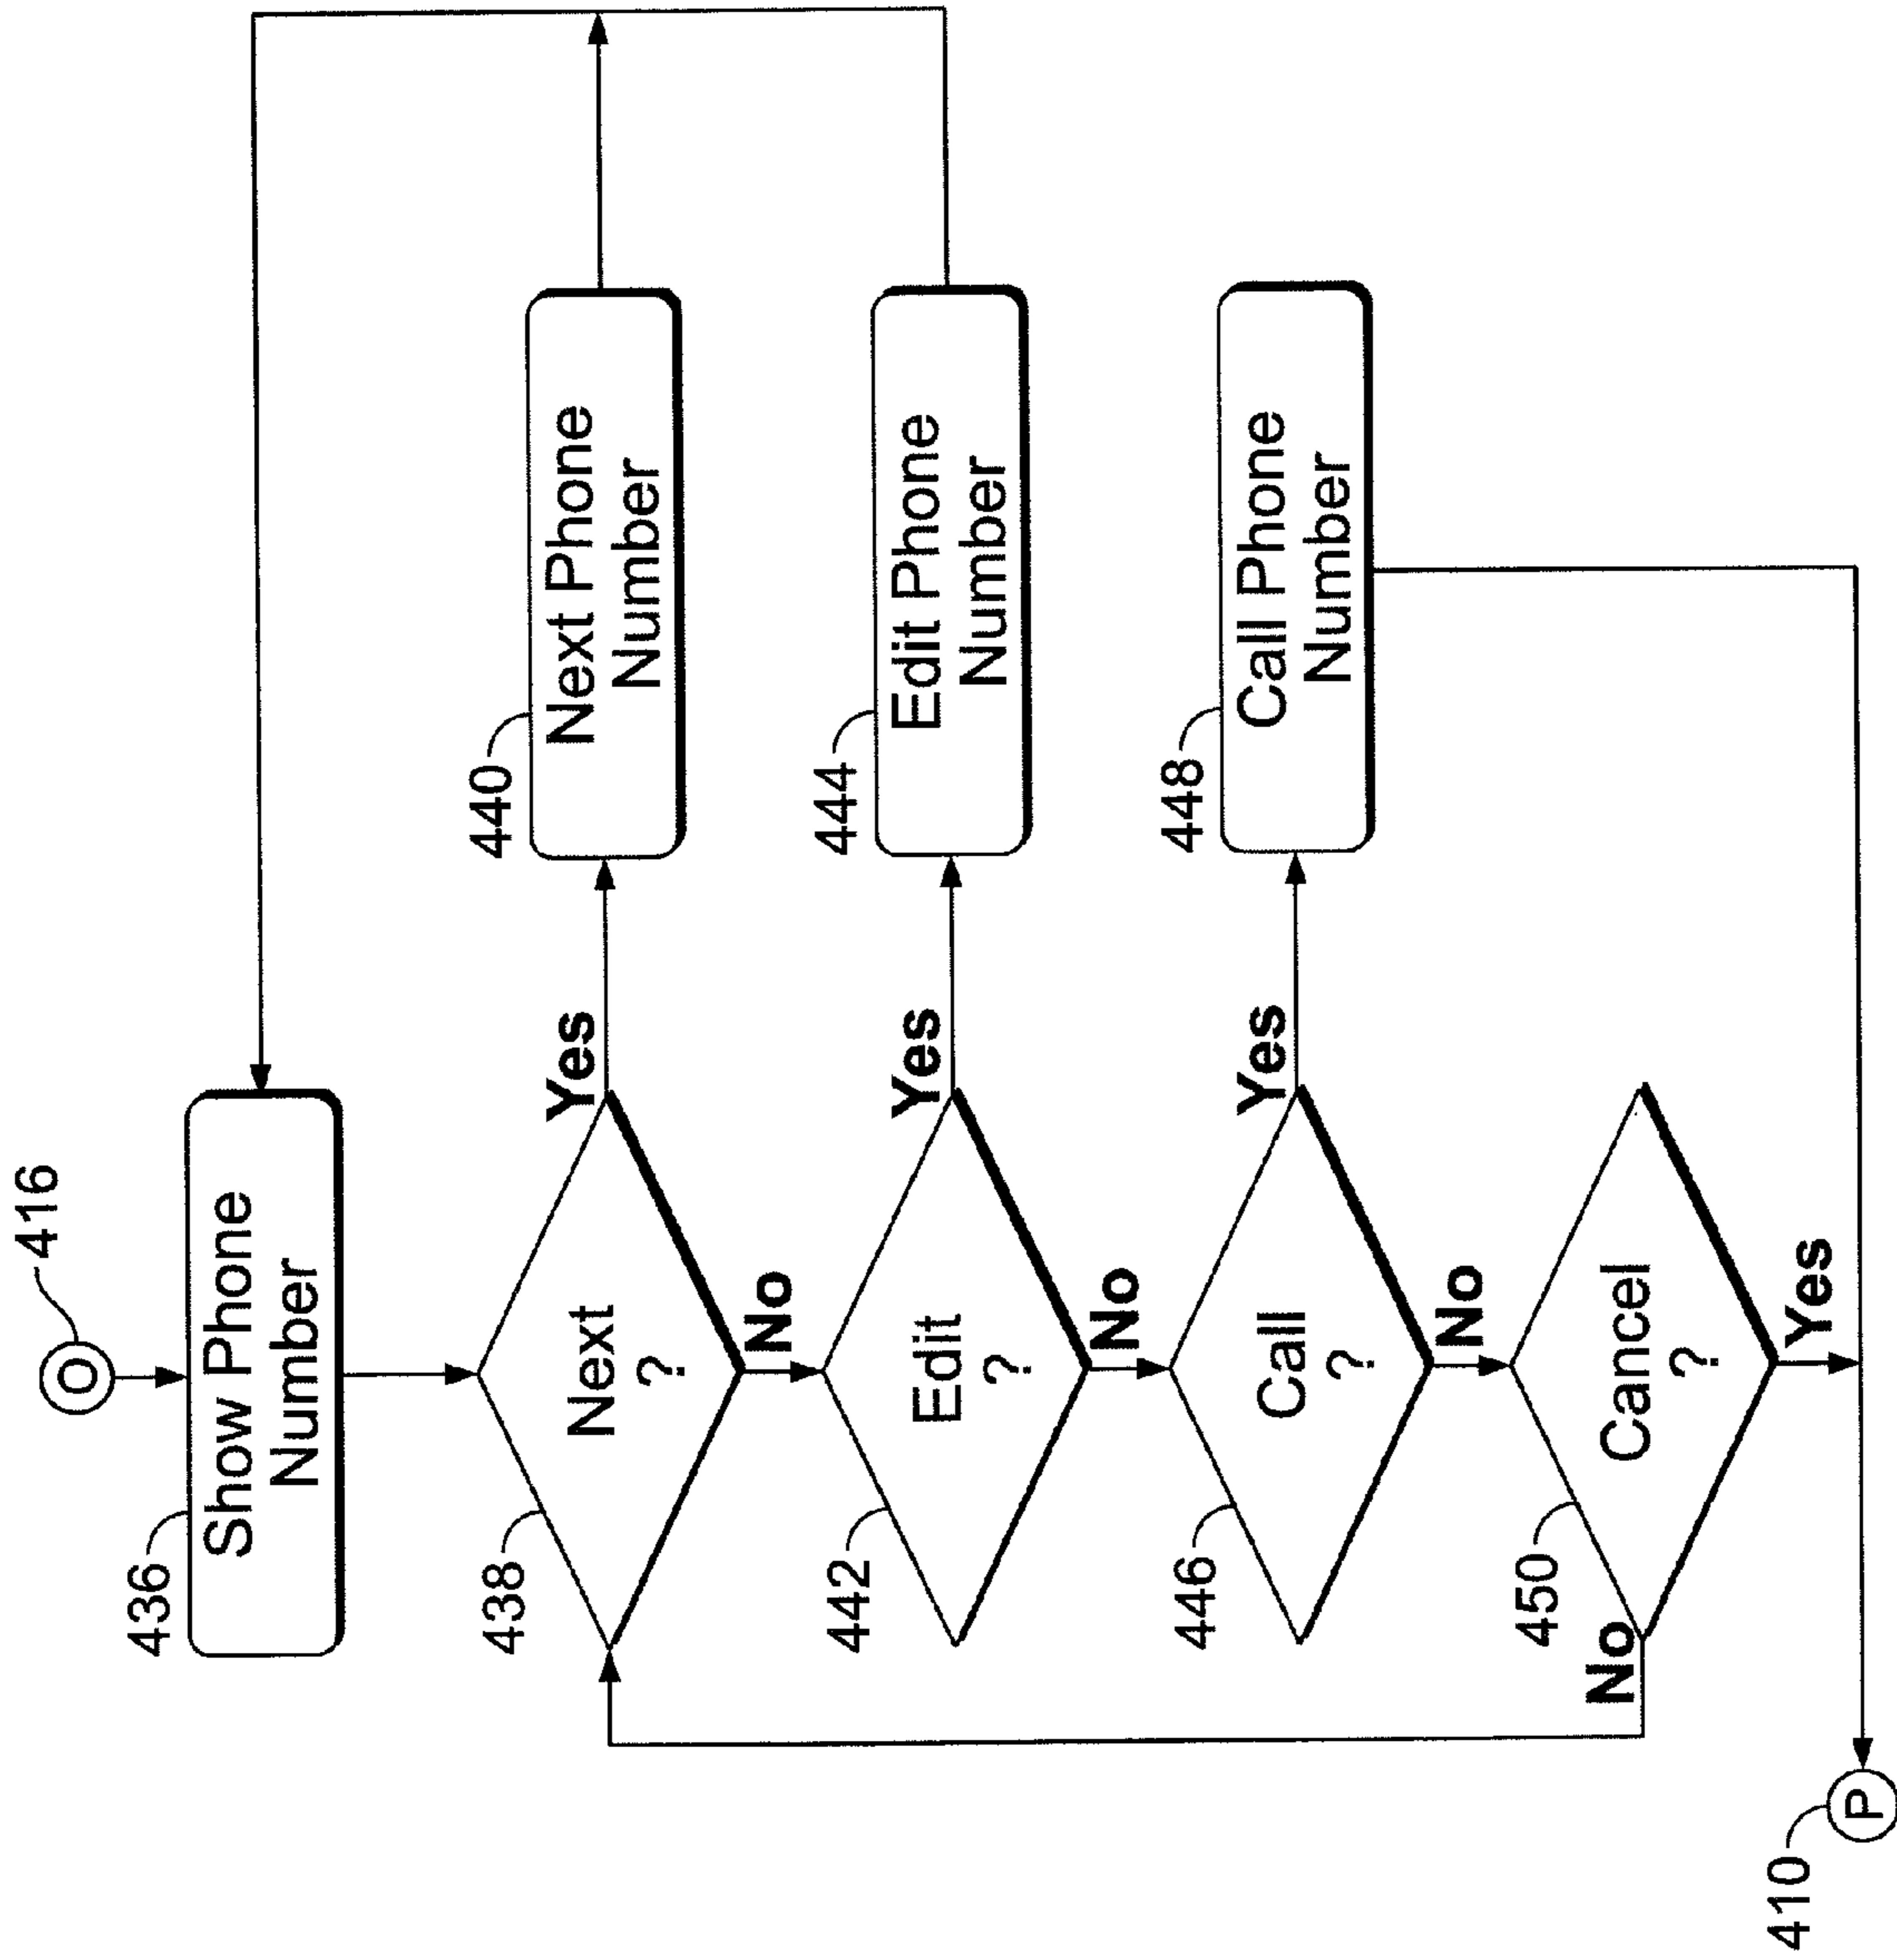 O
416
436
Show Phone
Number
438
Next
?
Yes
No
440
Next Phone
Number
442
Edit
?
Yes
No
444
Edit Phone
Number
446
Call
?
Yes
No
448
Call Phone
Number
450
Cancel
?
No
Yes
410
P